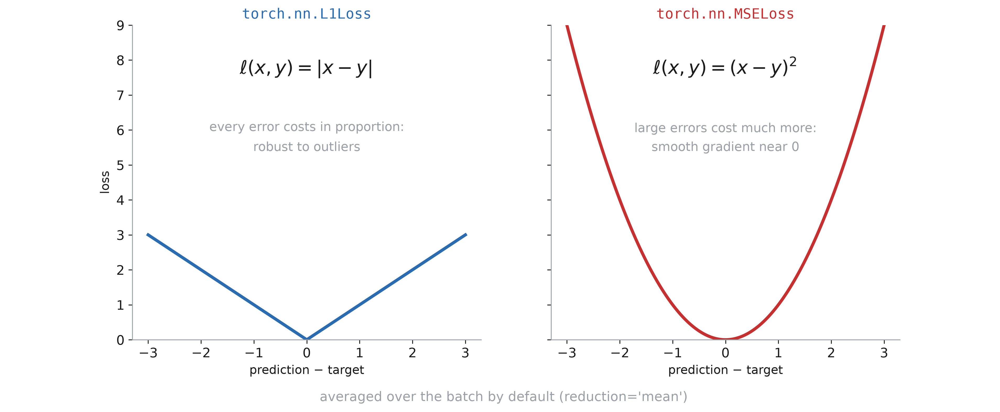 torch.nn.L1Loss
9
8
7
6
5
4
3
2
1
0
loss
ℓ(x, y) = |x − y|
every error costs in proportion:
robust to outliers
−3 −2 −1 0 1 2 3
prediction − target
torch.nn.MSELoss
ℓ(x, y) = (x − y)²
large errors cost much more:
smooth gradient near 0
−3 −2 −1 0 1 2 3
prediction − target
averaged over the batch by default (reduction='mean')